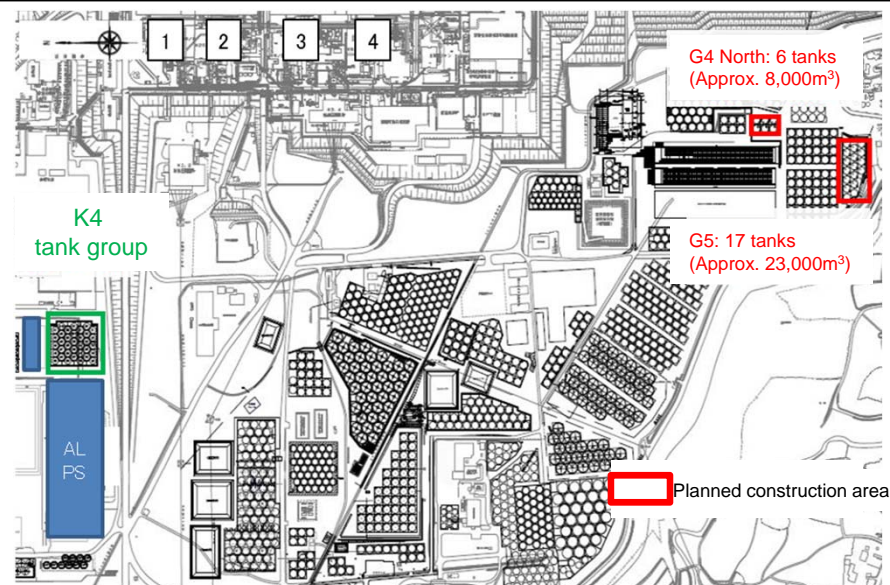 1 2 3 4
G4 North: 6 tanks
(Approx. 8,000m³)
K4
tank group
G5: 17 tanks
(Approx. 23,000m³)
AL
PS
Planned construction area